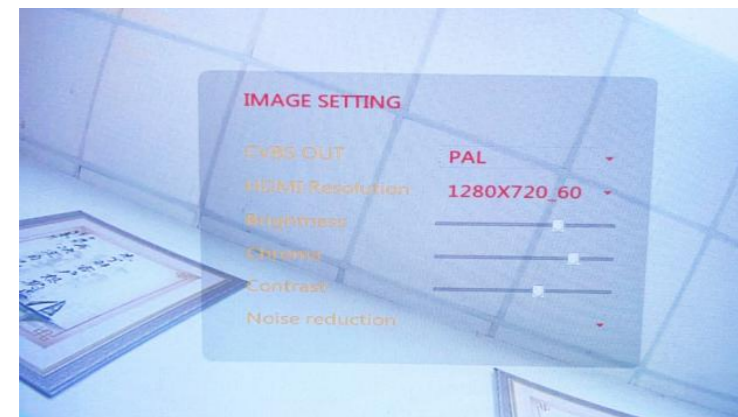 IMAGE SETTING
CVBS OUT PAL
HDMI Resolution 1280X720_60
Brightness
Chroma
Contrast
Noise reduction